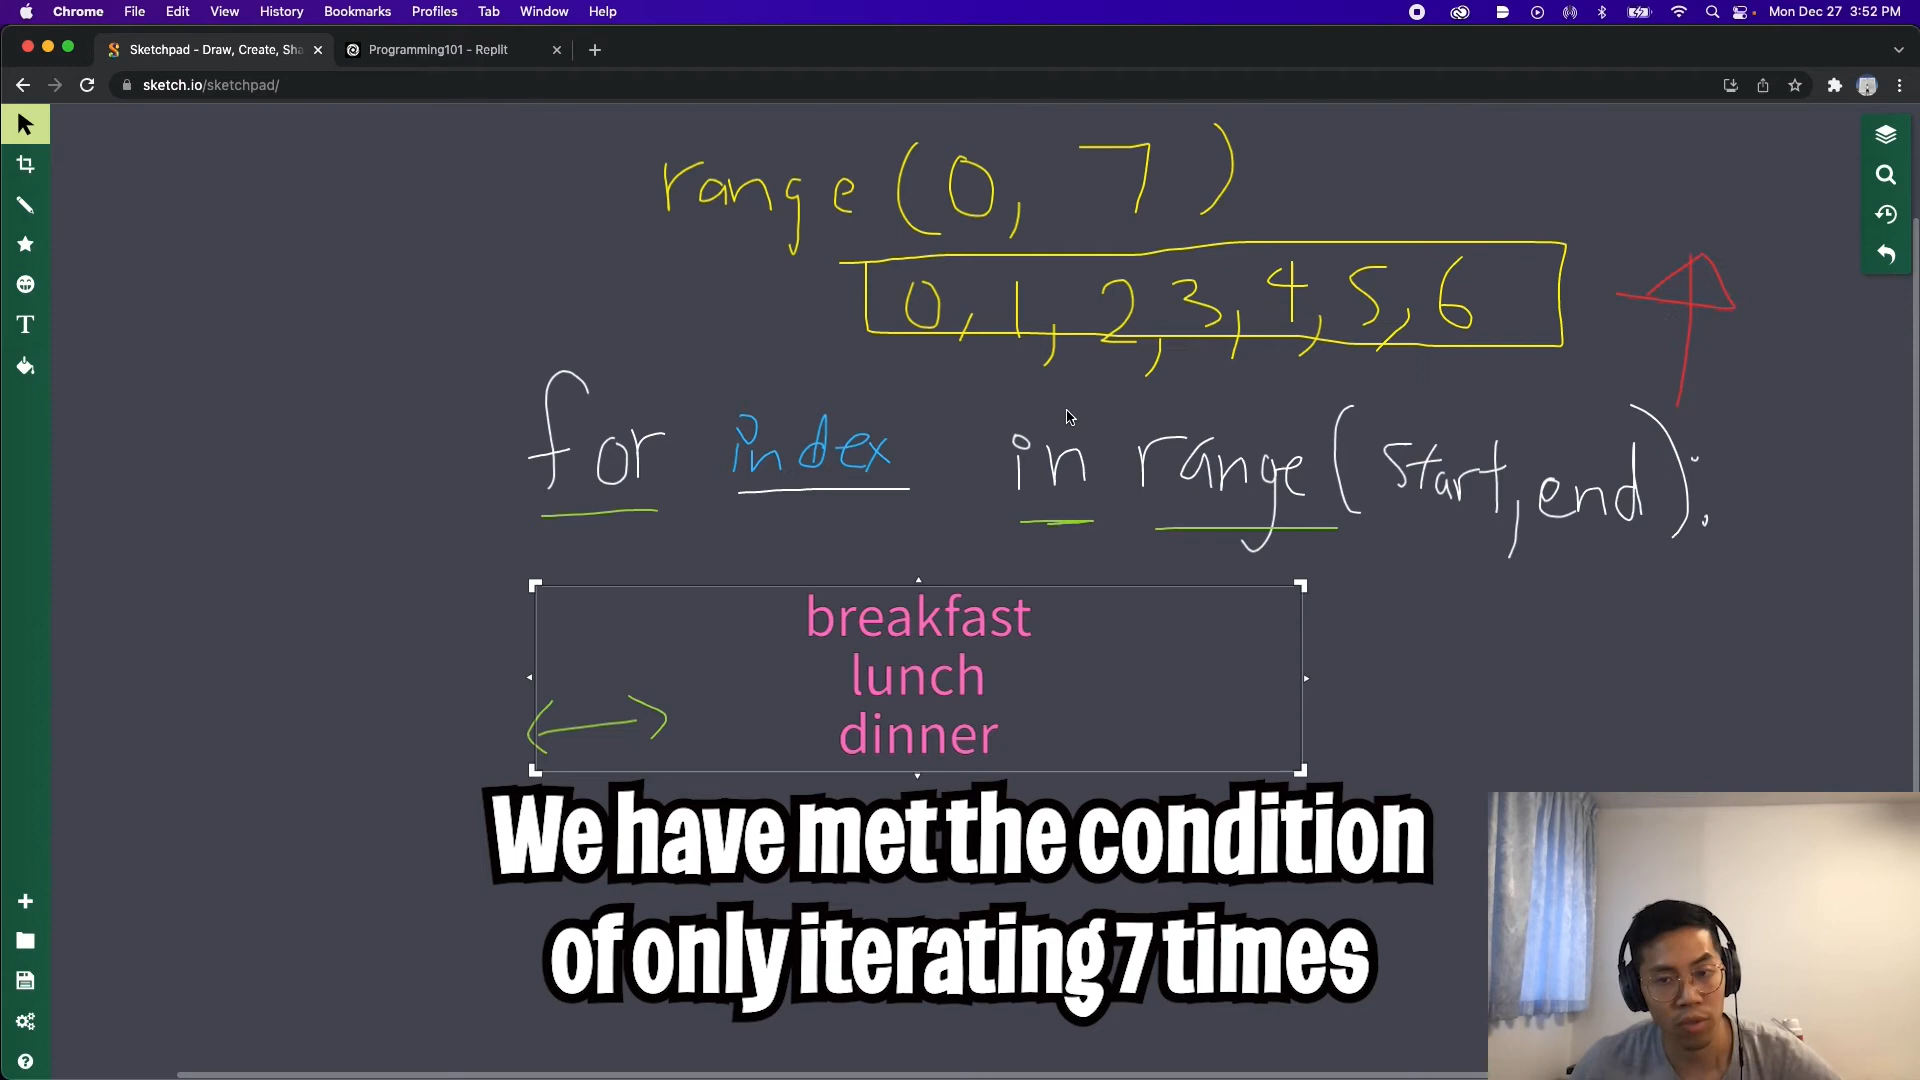 Chrome File Edit View History Bookmarks Profiles Tab Window Help Mon Dec 27 3:52 PM
Sketchpad - Draw, Create, Sha Programming101 - Replit
sketch.io/sketchpad/
range (0, 7)
0, 1, 2, 3, 4, 5, 6
for index in range(start, end):
breakfast
lunch
dinner
We have met the condition
of only iterating 7 times